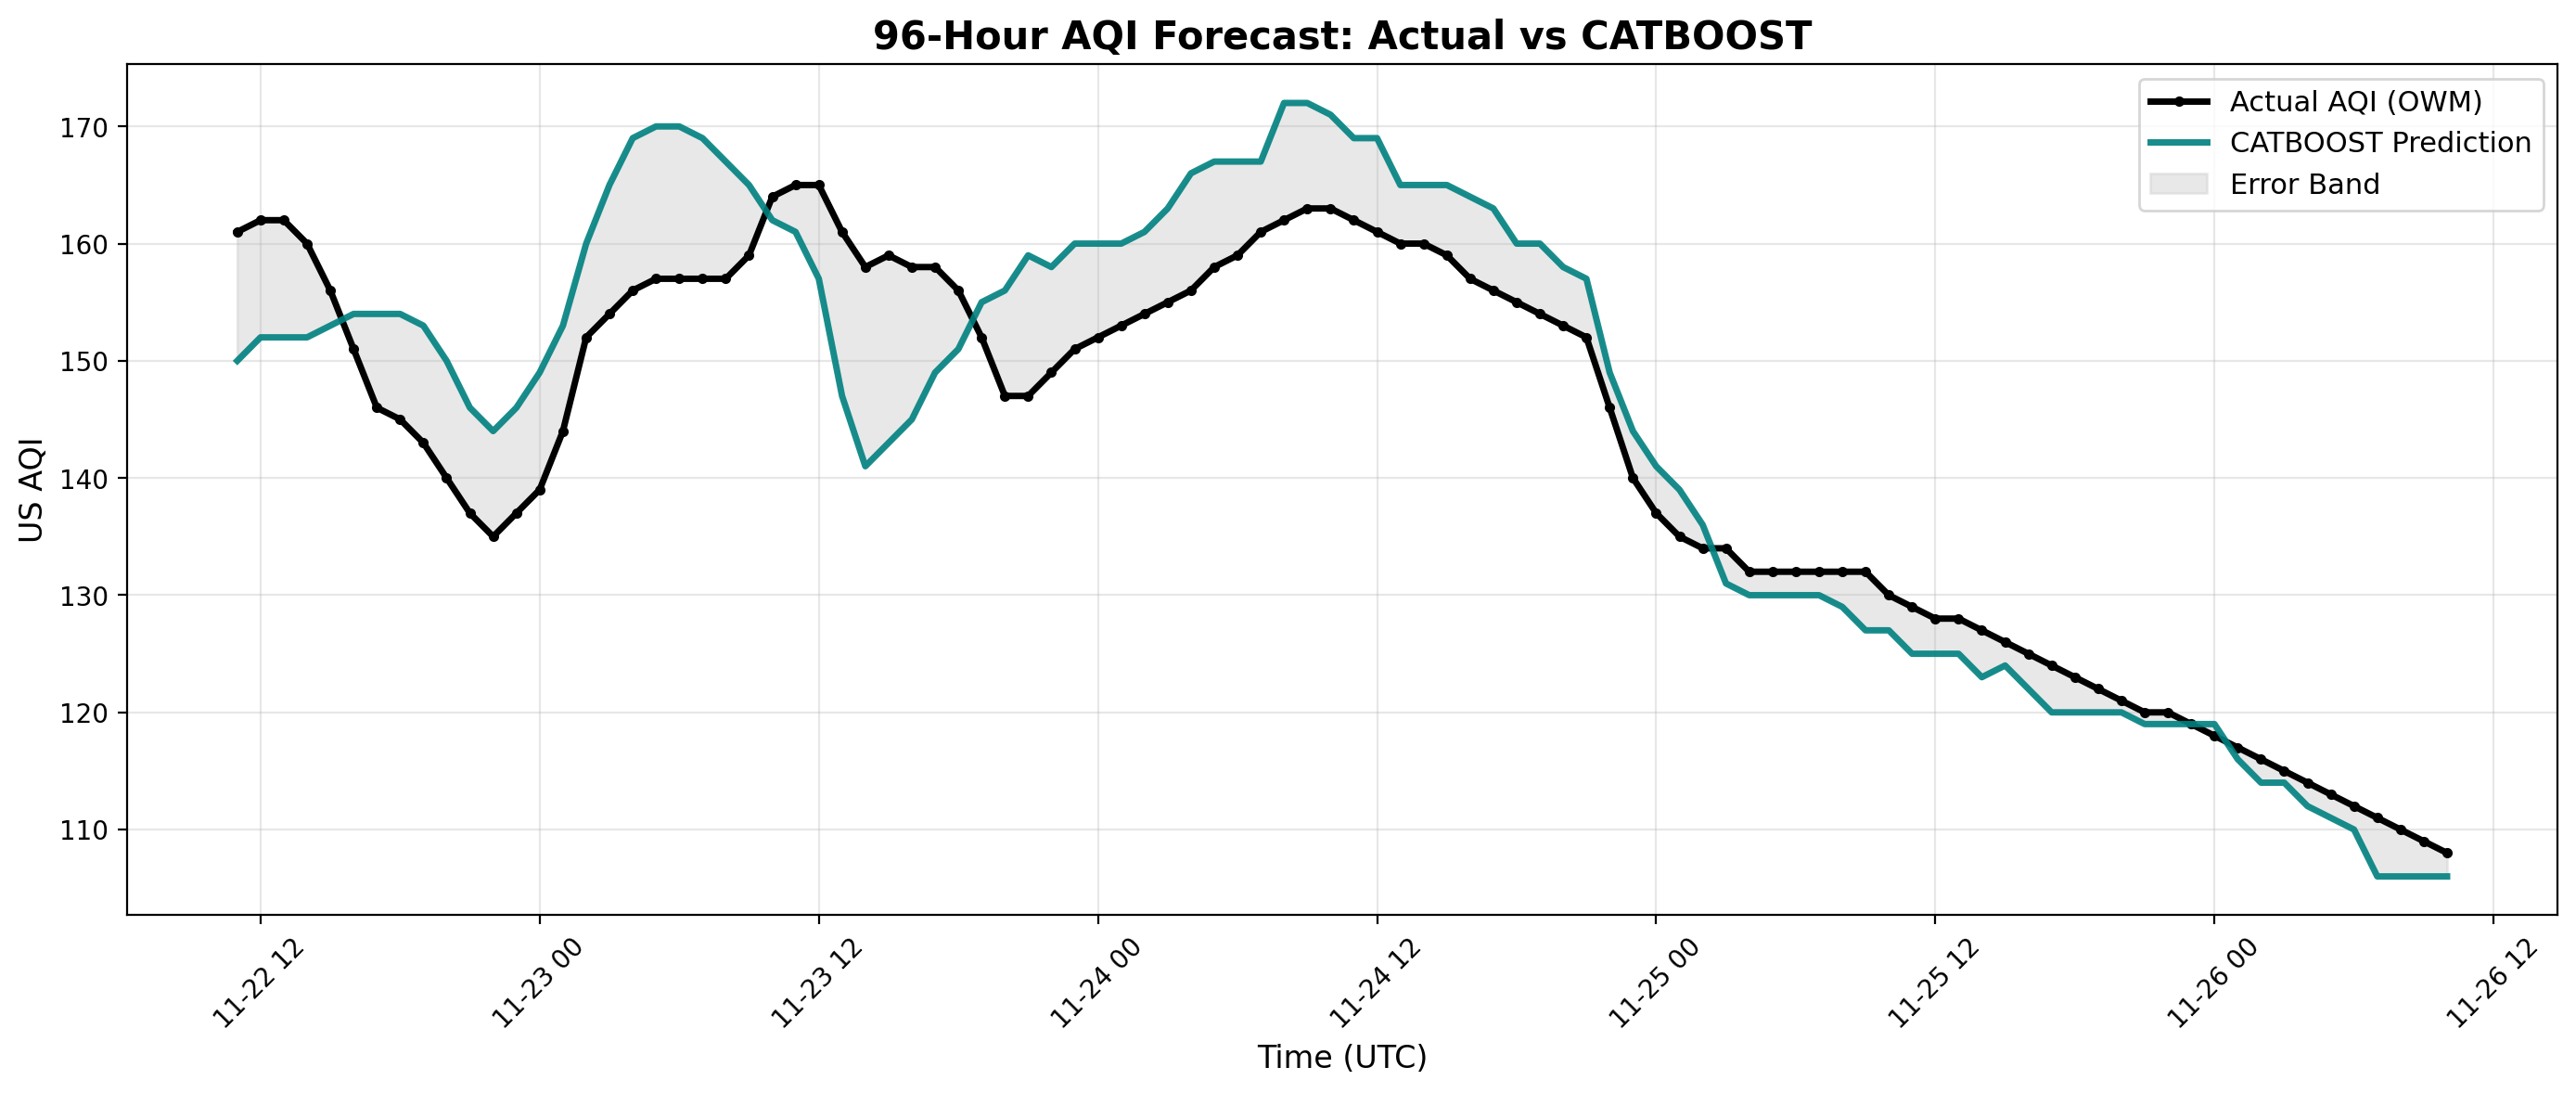 96-Hour AQI Forecast: Actual vs CATBOOST
Actual AQI (OWM)
CATBOOST Prediction
Error Band
US AQI
170
160
150
140
130
120
110
11-22 12
11-23 00
11-23 12
11-24 00
11-24 12
11-25 00
11-25 12
11-26 00
11-26 12
Time (UTC)